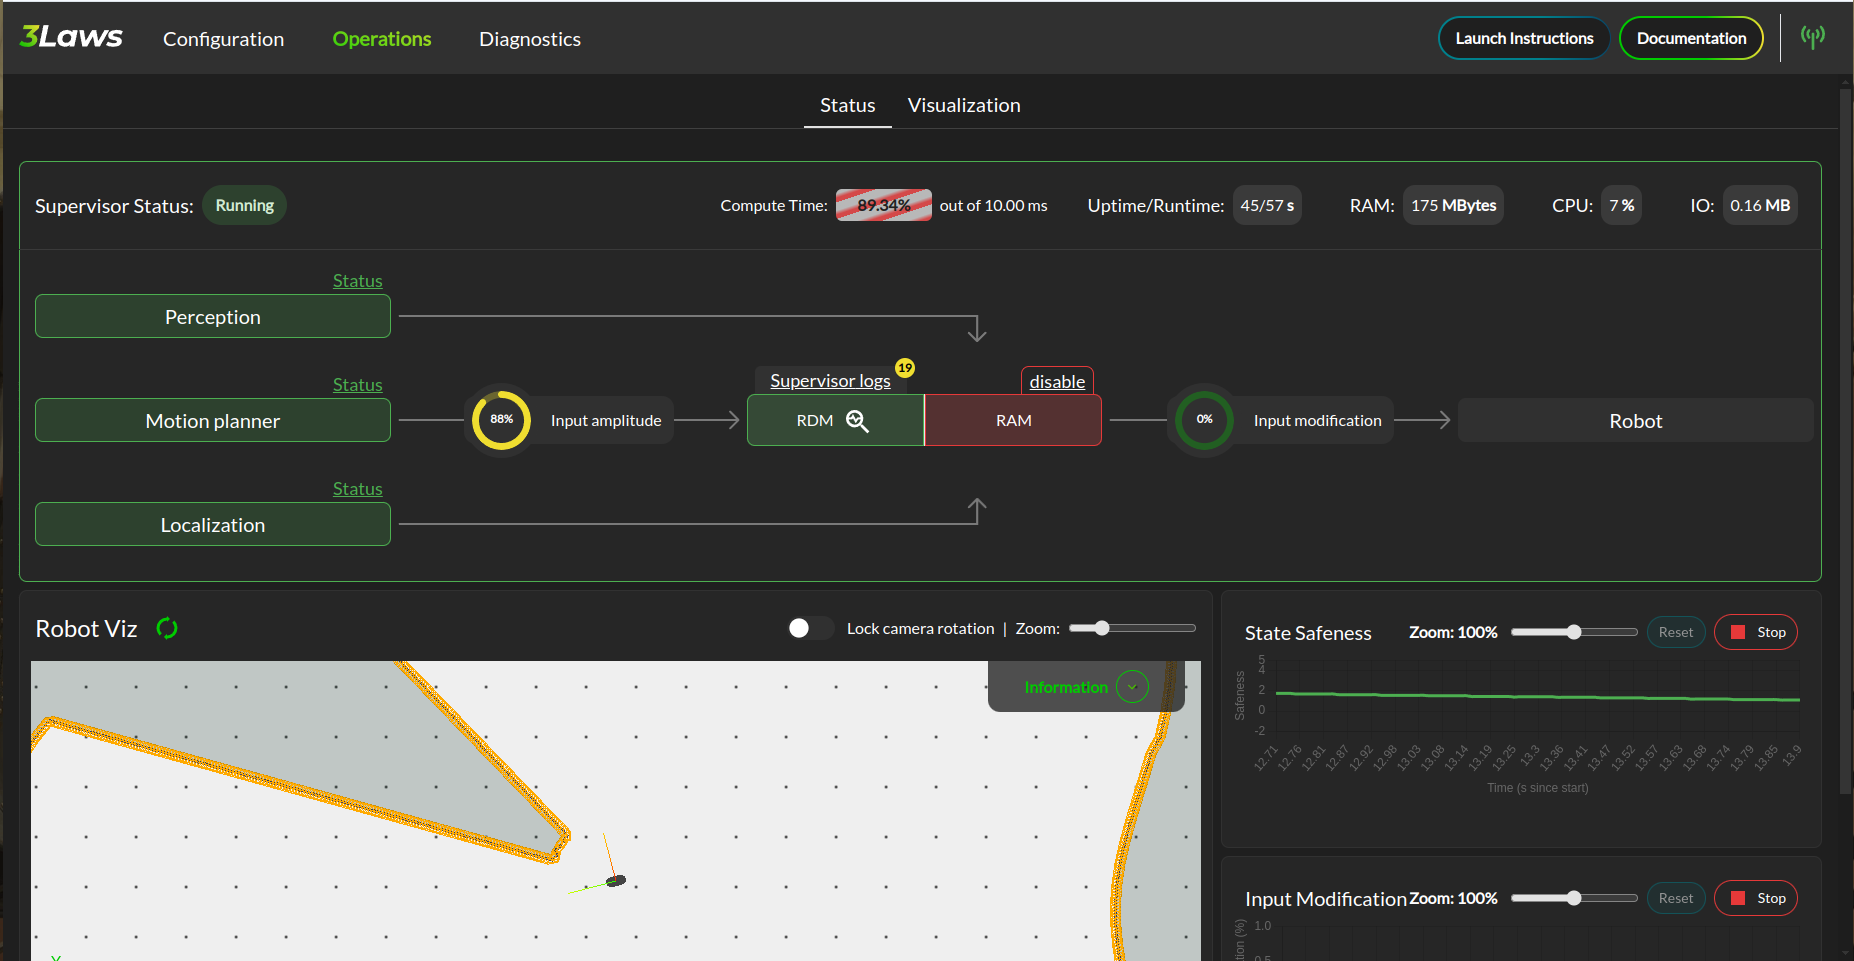 3Laws Configuration Operations Diagnostics Launch Instructions Documentation
Status Visualization
Supervisor Status: Running Compute Time: 89.34% out of 10.00 ms Uptime/Runtime: 45/57 s RAM: 175 MBytes CPU: 7 % IO: 0.16 MB
Status
Perception
Supervisor logs 19 disable
Status
Motion planner 88% Input amplitude RDM RAM 0% Input modification Robot
Status
Localization
Robot Viz Lock camera rotation | Zoom:
Information
State Safeness Zoom: 100% Reset Stop
Safeness
5
4
2
0
-2
12.71 12.76 12.81 12.87 12.92 12.98 13.03 13.08 13.14 13.19 13.25 13.3 13.36 13.41 13.47 13.52 13.57 13.63 13.68 13.74 13.79 13.85 13.9
Time (s since start)
Input Modification Zoom: 100% Reset Stop
1.0
0.5